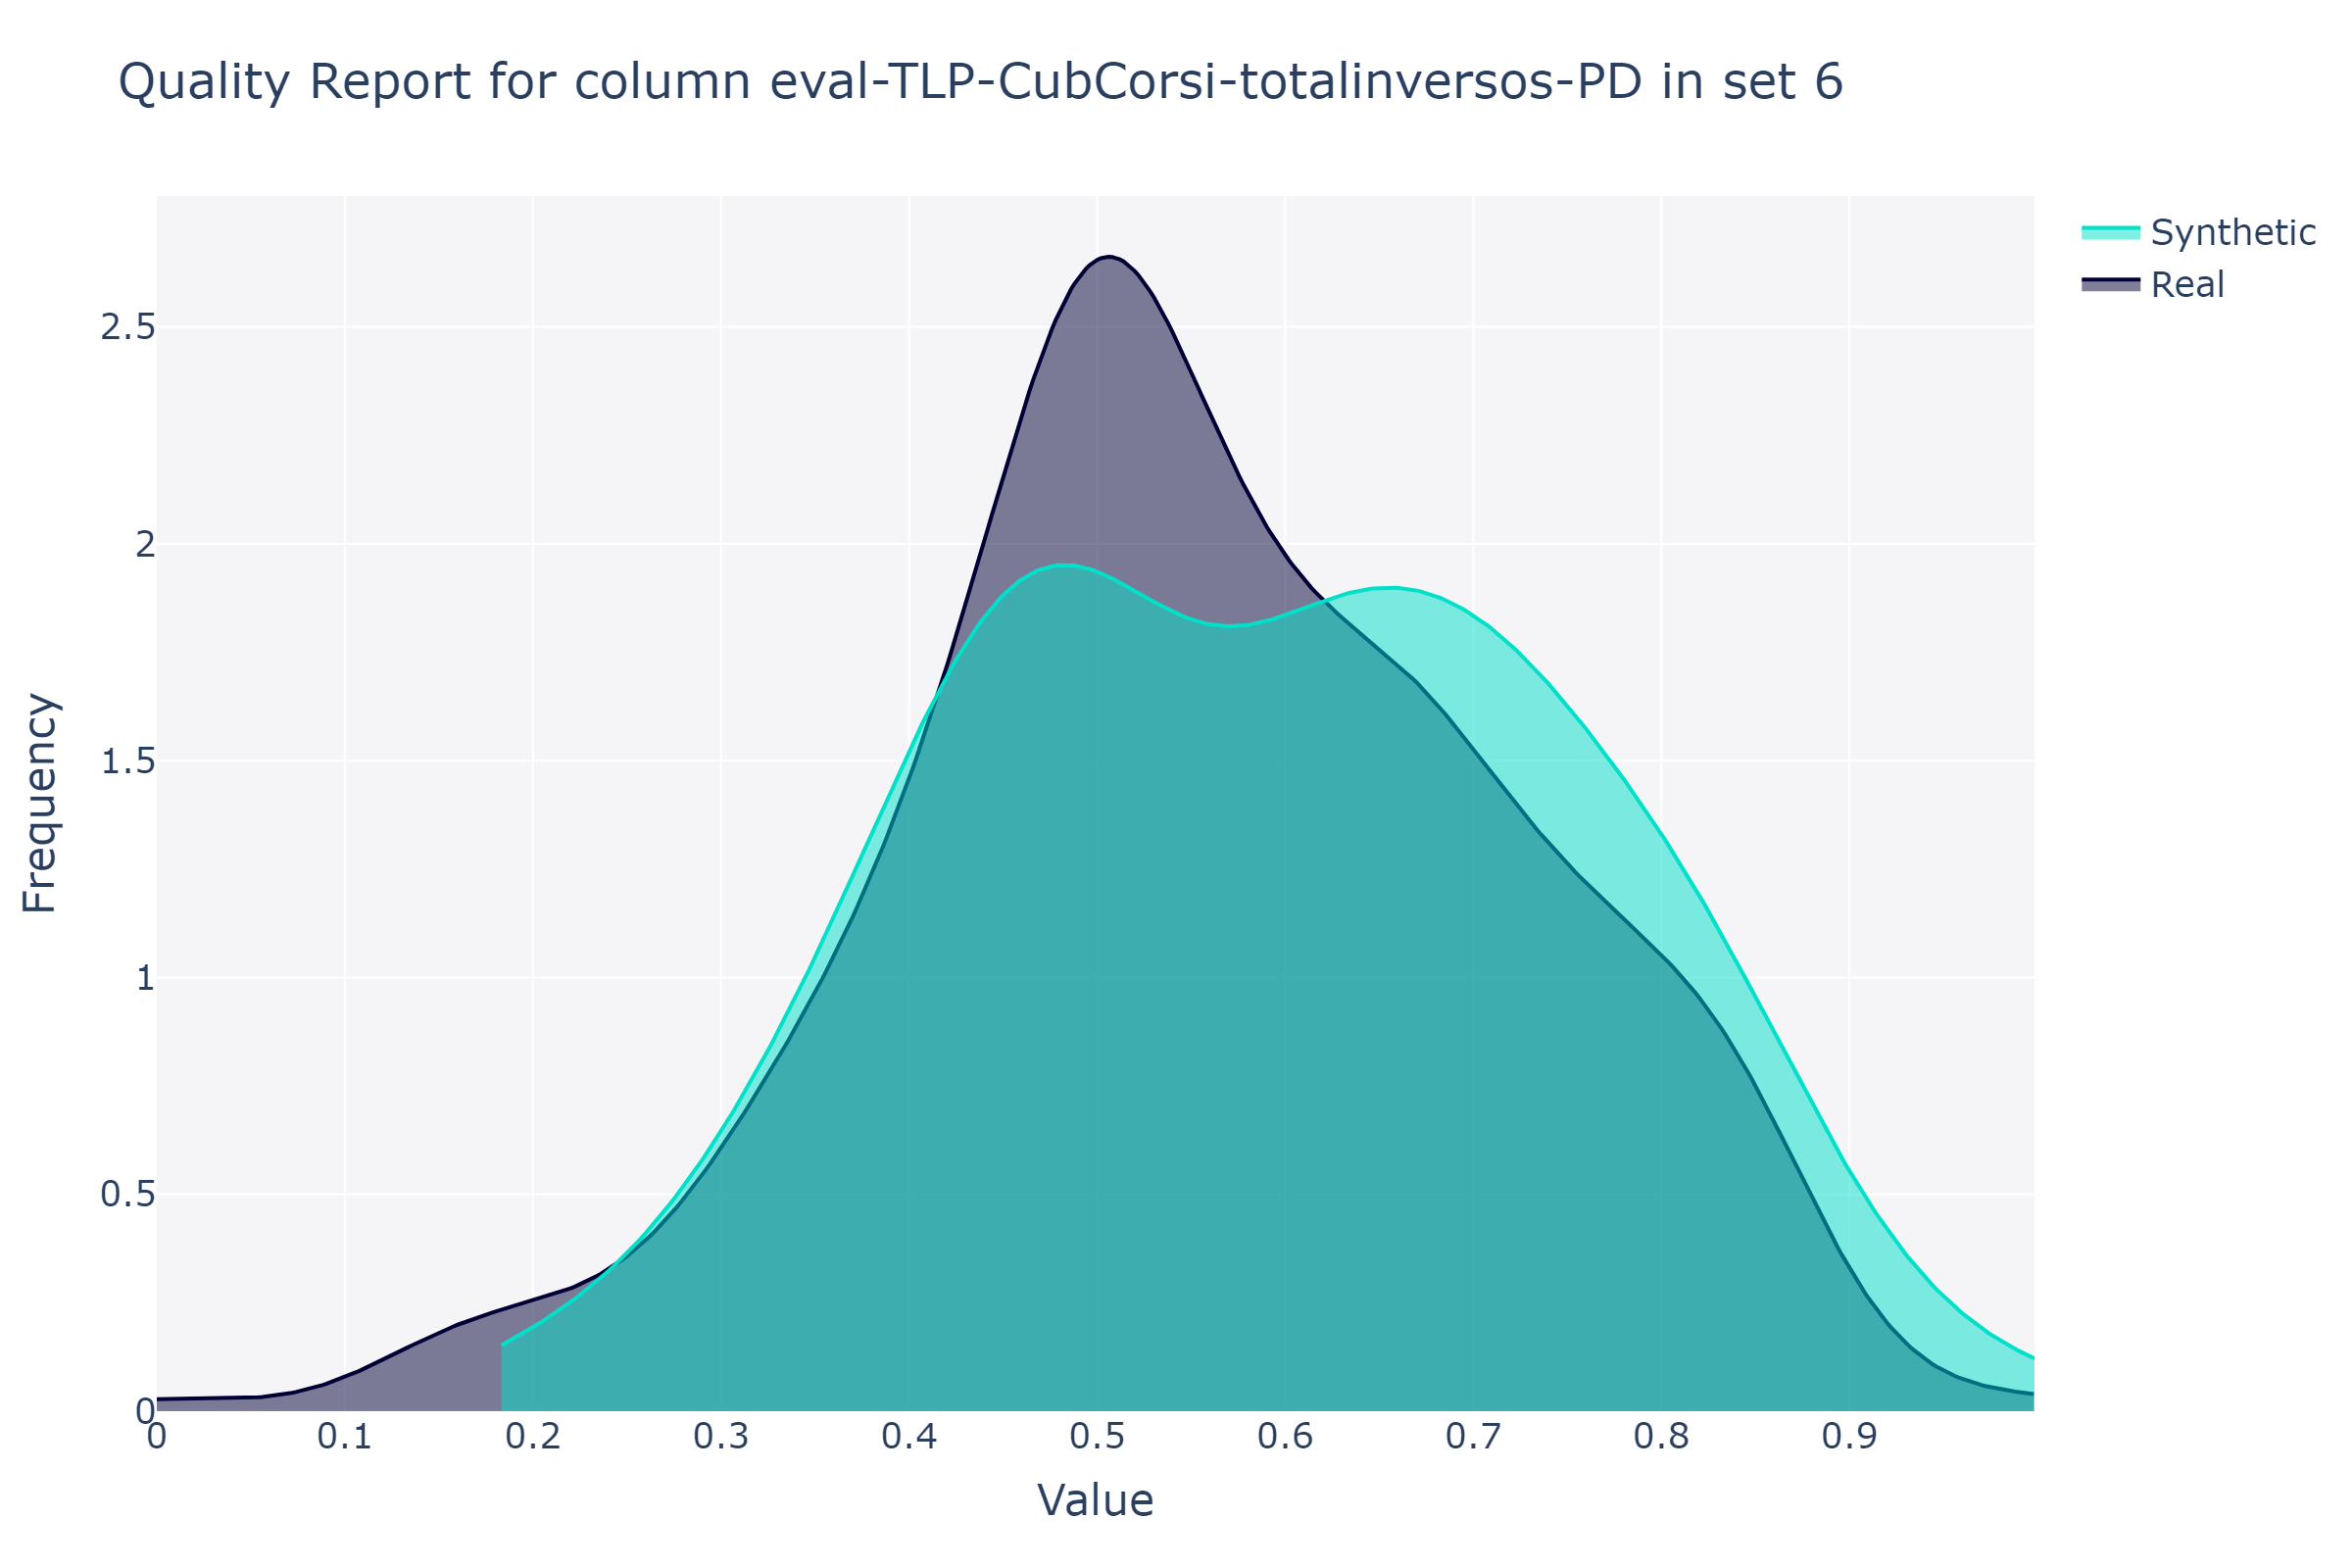 Quality Report for column eval-TLP-CubCorsi-totalinversos-PD in set 6
Synthetic
Real
2.5
2
1.5
1
0.5
0
Frequency
0 0.1 0.2 0.3 0.4 0.5 0.6 0.7 0.8 0.9
Value